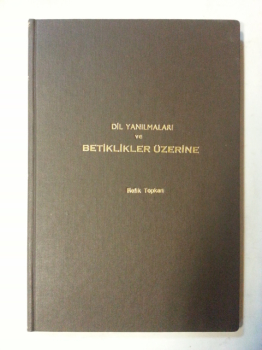 DİL YANILMALARI
ve
BETİKLİKLER ÜZERİNE
Refik Topkan